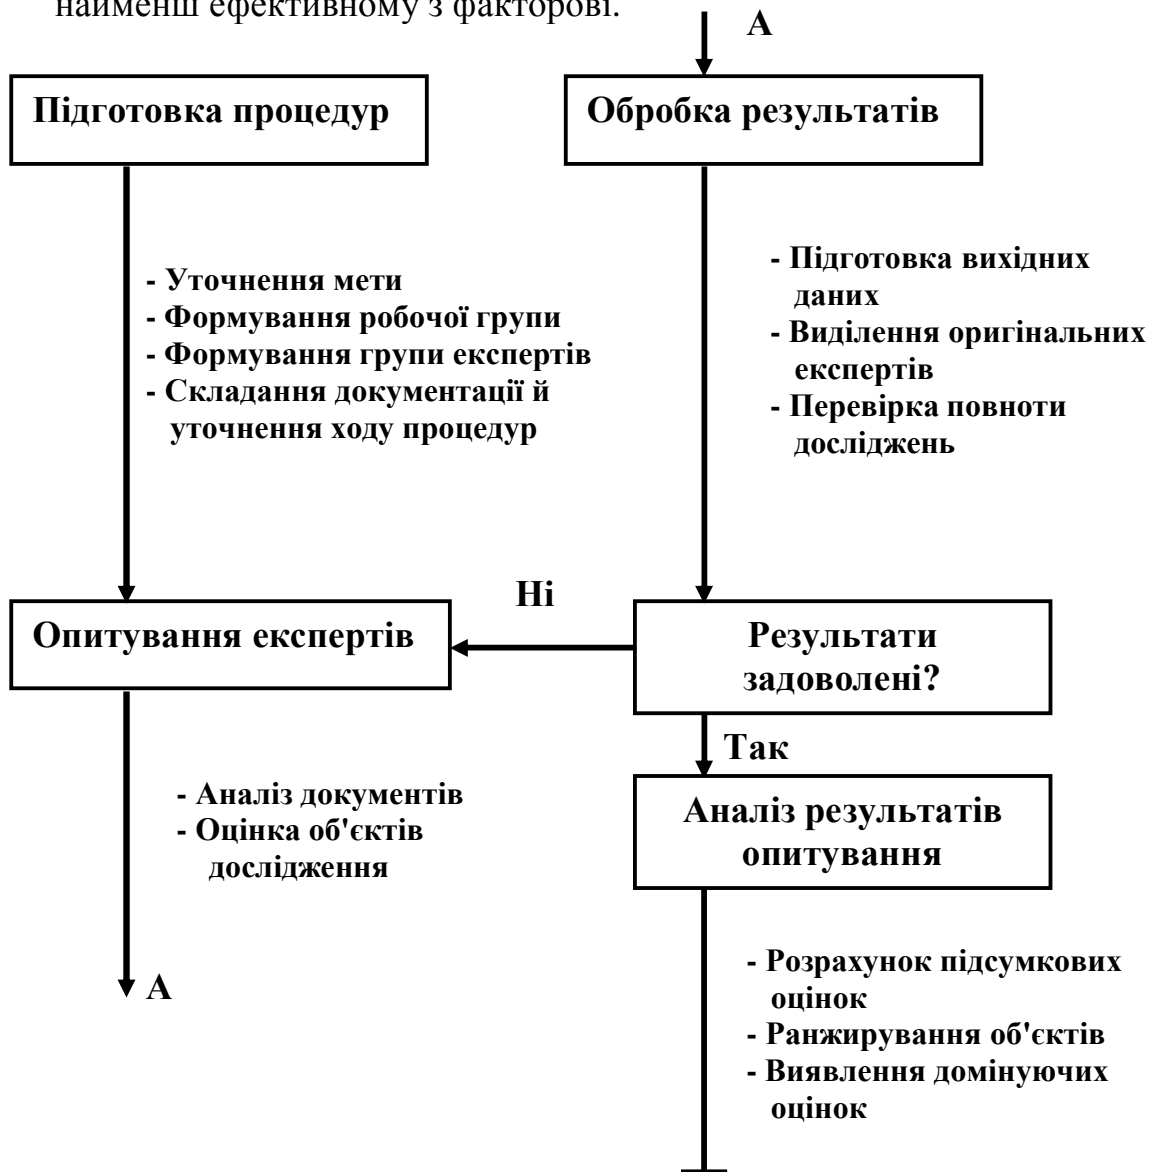 найменш ефективному з факторові.
А
Підготовка процедур
Обробка результатів
- Уточнення мети
- Формування робочої групи
- Формування групи експертів
- Складання документації й
уточнення ходу процедур
- Підготовка вихідних
даних
- Виділення оригінальних
експертів
- Перевірка повноти
досліджень
Ні
Опитування експертів
Результати
задоволені?
Так
- Аналіз документів
- Оцінка об'єктів
дослідження
А
Аналіз результатів
опитування
- Розрахунок підсумкових
оцінок
- Ранжирування об'єктів
- Виявлення домінуючих
оцінок